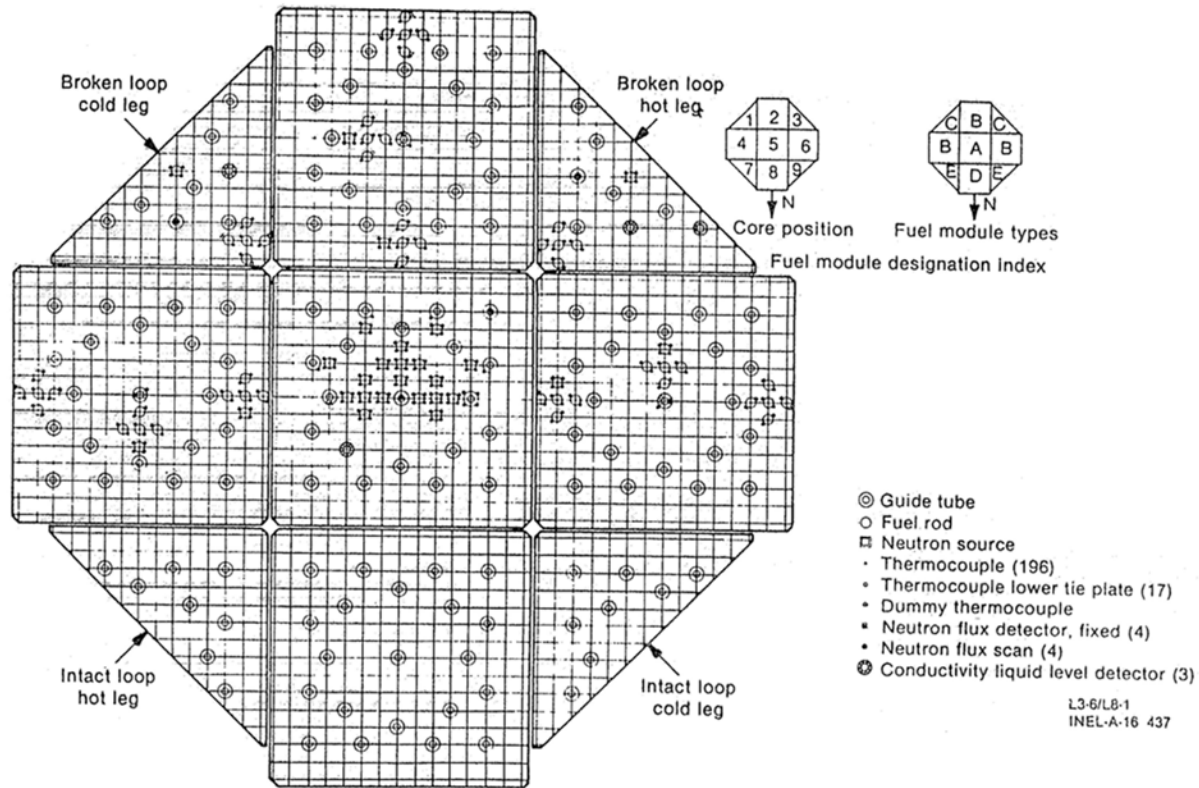 Broken loop
cold leg
Broken loop
hot leg
1 2 3
4 5 6
7 8 9
N
Core position
C B C
B A B
E D E
N
Fuel module types
Fuel module designation index
Intact loop
hot leg
Intact loop
cold leg
Guide tube
Fuel rod
Neutron source
Thermocouple (196)
Thermocouple lower tie plate (17)
Dummy thermocouple
Neutron flux detector, fixed (4)
Neutron flux scan (4)
Conductivity liquid level detector (3)
L3-6/L8-1
INEL-A-16 437